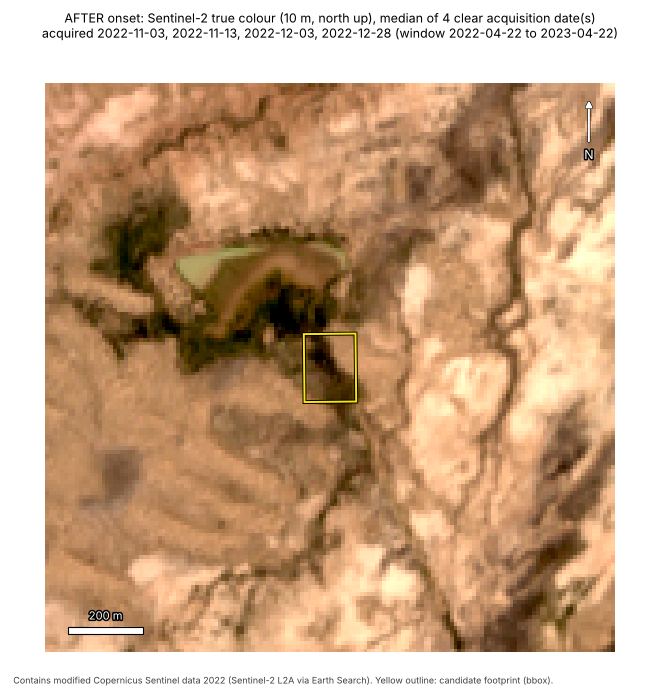 AFTER onset: Sentinel-2 true colour (10 m, north up), median of 4 clear acquisition date(s)
acquired 2022-11-03, 2022-11-13, 2022-12-03, 2022-12-28 (window 2022-04-22 to 2023-04-22)
N
200 m
Contains modified Copernicus Sentinel data 2022 (Sentinel-2 L2A via Earth Search). Yellow outline: candidate footprint (bbox).